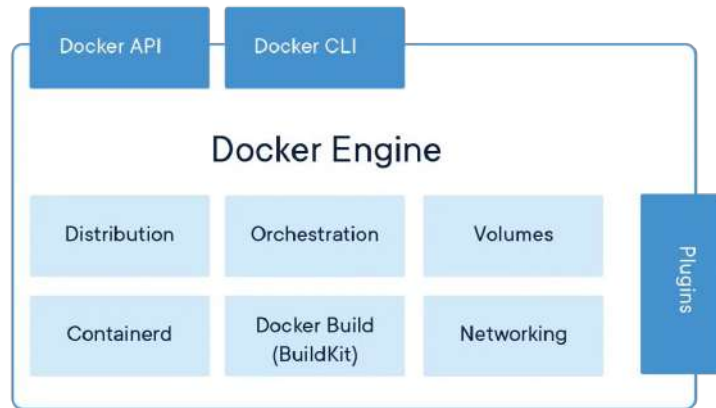 Docker API
Docker CLI
Docker Engine
Distribution
Orchestration
Volumes
Plugins
Containerd
Docker Build
(BuildKit)
Networking